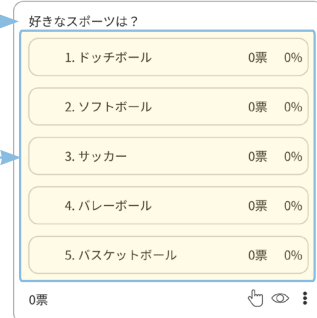 好きなスポーツは？
1. ドッチボール 0票 0%
2. ソフトボール 0票 0%
3. サッカー 0票 0%
4. バレーボール 0票 0%
5. バスケットボール 0票 0%
0票